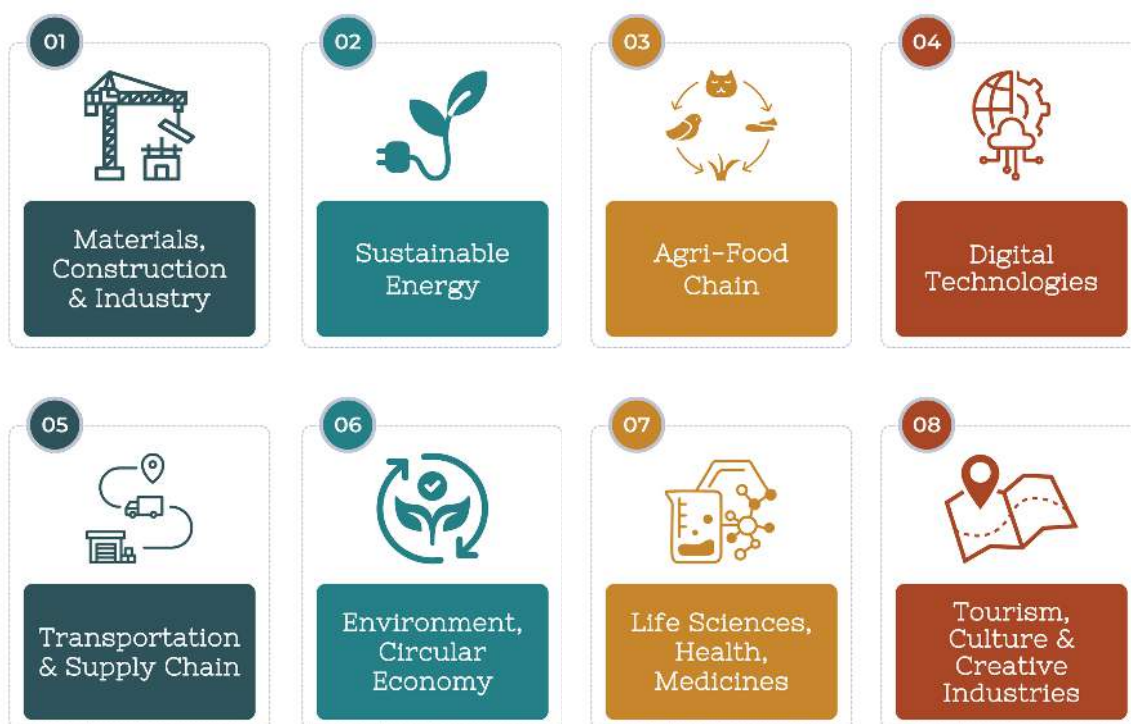 01
Materials,
Construction
& Industry
02
Sustainable
Energy
03
Agri-Food
Chain
04
Digital
Technologies
05
Transportation
& Supply Chain
06
Environment,
Circular
Economy
07
Life Sciences,
Health,
Medicines
08
Tourism,
Culture &
Creative
Industries